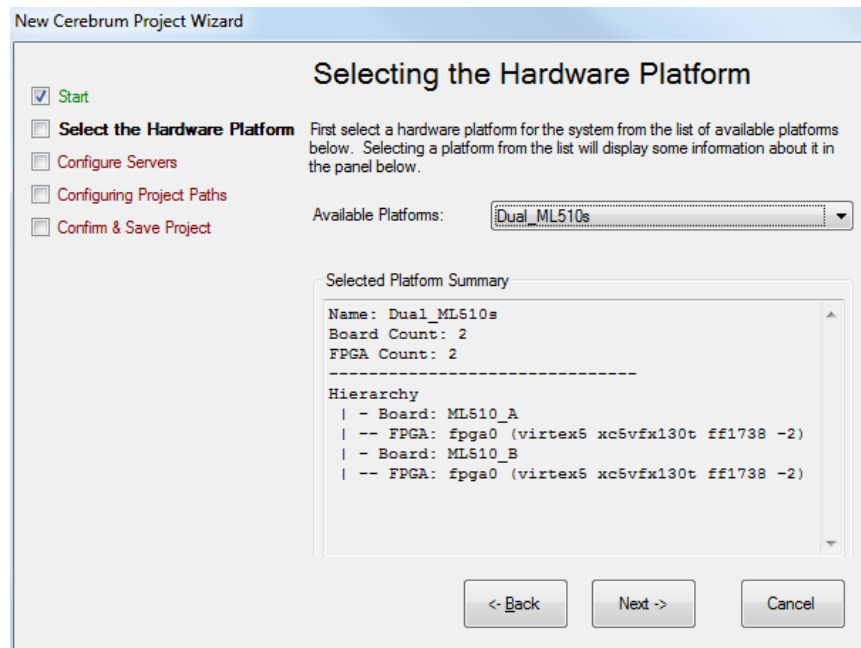 New Cerebrum Project Wizard
Start
Select the Hardware Platform
Configure Servers
Configuring Project Paths
Confirm & Save Project
Selecting the Hardware Platform
First select a hardware platform for the system from the list of available platforms
below. Selecting a platform from the list will display some information about it in
the panel below.
Available Platforms: Dual_ML510s
Selected Platform Summary
Name: Dual_ML510s
Board Count: 2
FPGA Count: 2
-------------------------------
Hierarchy
| - Board: ML510_A
| -- FPGA: fpga0 (virtex5 xc5vfx130t ff1738 -2)
| - Board: ML510_B
| -- FPGA: fpga0 (virtex5 xc5vfx130t ff1738 -2)
<- Back Next -> Cancel